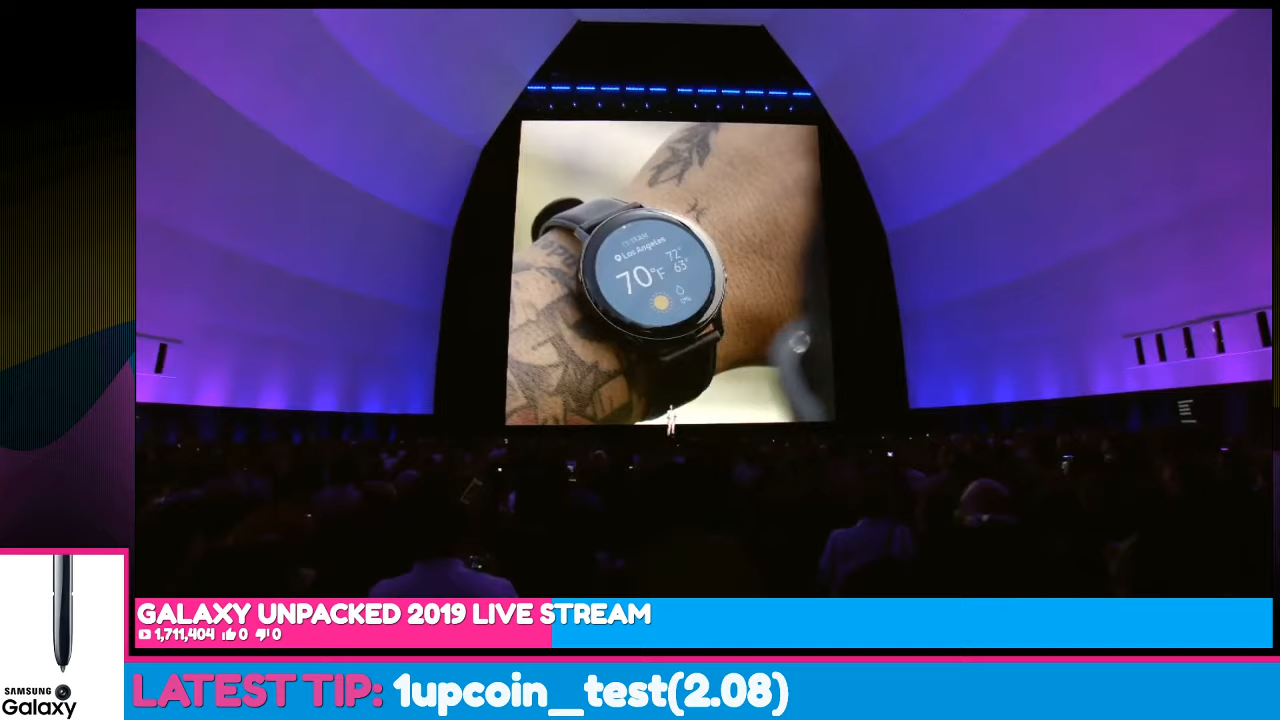 Los Angeles
70°F
72°
63°
0%
GALAXY UNPACKED 2019 LIVE STREAM
1,711,404 0 0
LATEST TIP: 1upcoin_test(2.08)
SAMSUNG
Galaxy